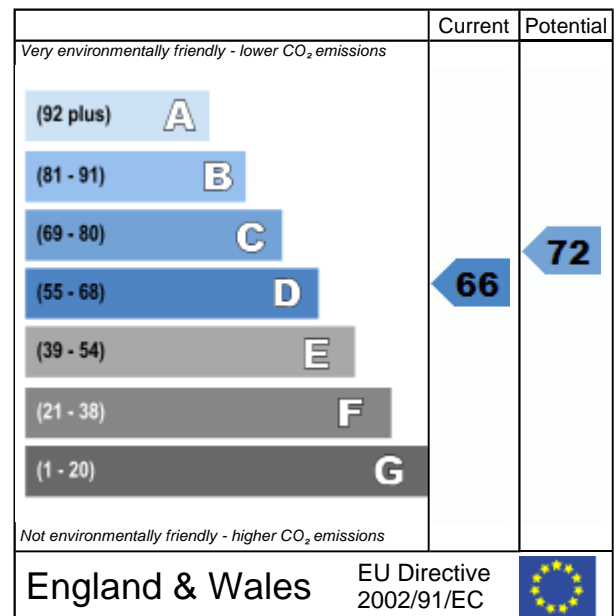 Current Potential
Very environmentally friendly - lower CO₂ emissions
(92 plus) A
(81 - 91) B
(69 - 80) C
(55 - 68) D
(39 - 54) E
(21 - 38) F
(1 - 20) G
66
72
Not environmentally friendly - higher CO₂ emissions
England & Wales
EU Directive
2002/91/EC